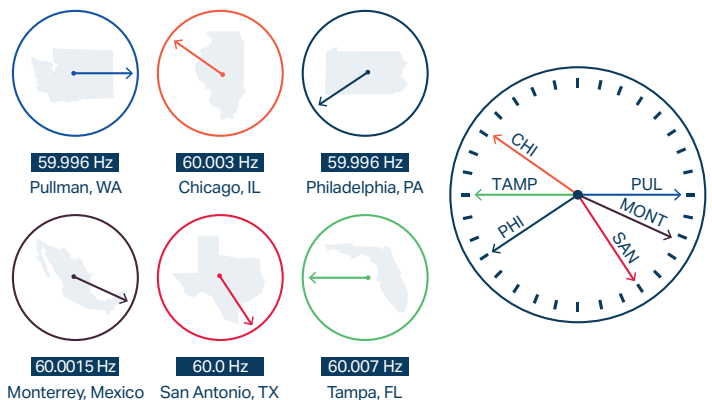 59.996 Hz
Pullman, WA
60.003 Hz
Chicago, IL
59.996 Hz
Philadelphia, PA
60.0015 Hz
Monterrey, Mexico
60.0 Hz
San Antonio, TX
60.007 Hz
Tampa, FL
CHI
TAMP
PUL
MONT
PHI
SAN